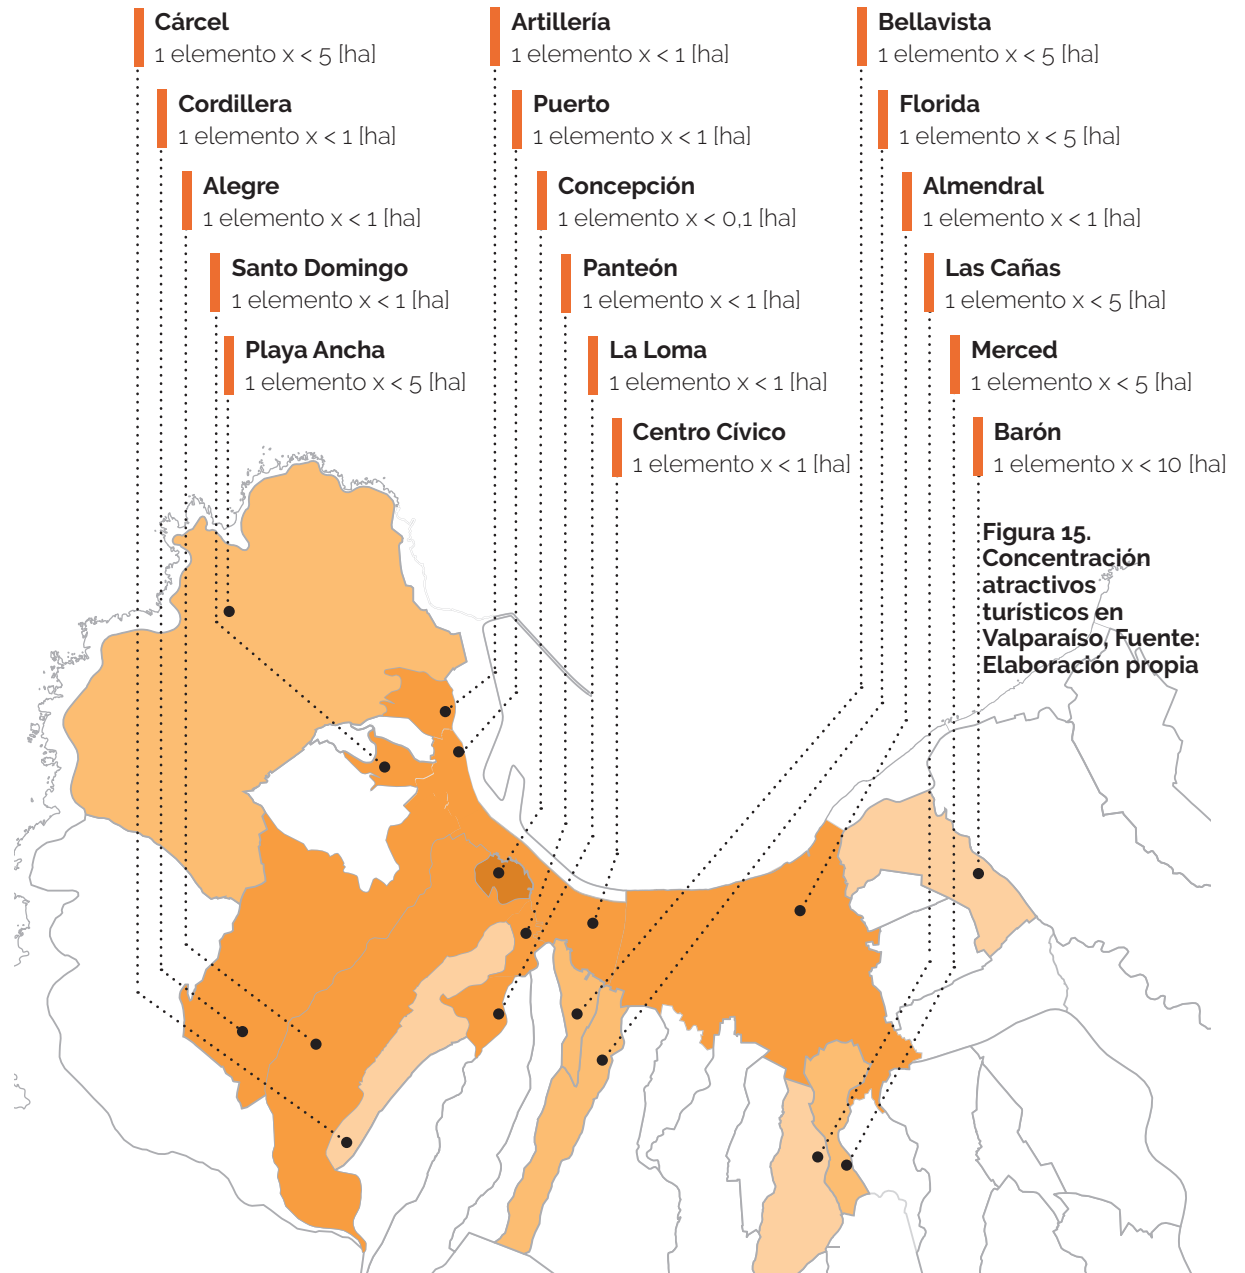 Cárcel
1 elemento x < 5 [ha]
Cordillera
1 elemento x < 1 [ha]
Alegre
1 elemento x < 1 [ha]
Santo Domingo
1 elemento x < 1 [ha]
Playa Ancha
1 elemento x < 5 [ha]
Artillería
1 elemento x < 1 [ha]
Puerto
1 elemento x < 1 [ha]
Concepción
1 elemento x < 0,1 [ha]
Panteón
1 elemento x < 1 [ha]
La Loma
1 elemento x < 1 [ha]
Centro Cívico
1 elemento x < 1 [ha]
Bellavista
1 elemento x < 5 [ha]
Florida
1 elemento x < 5 [ha]
Almendral
1 elemento x < 1 [ha]
Las Cañas
1 elemento x < 5 [ha]
Merced
1 elemento x < 5 [ha]
Barón
1 elemento x < 10 [ha]
Figura 15.
Concentración
atractivos
turísticos en
Valparaíso, Fuente:
Elaboración propia